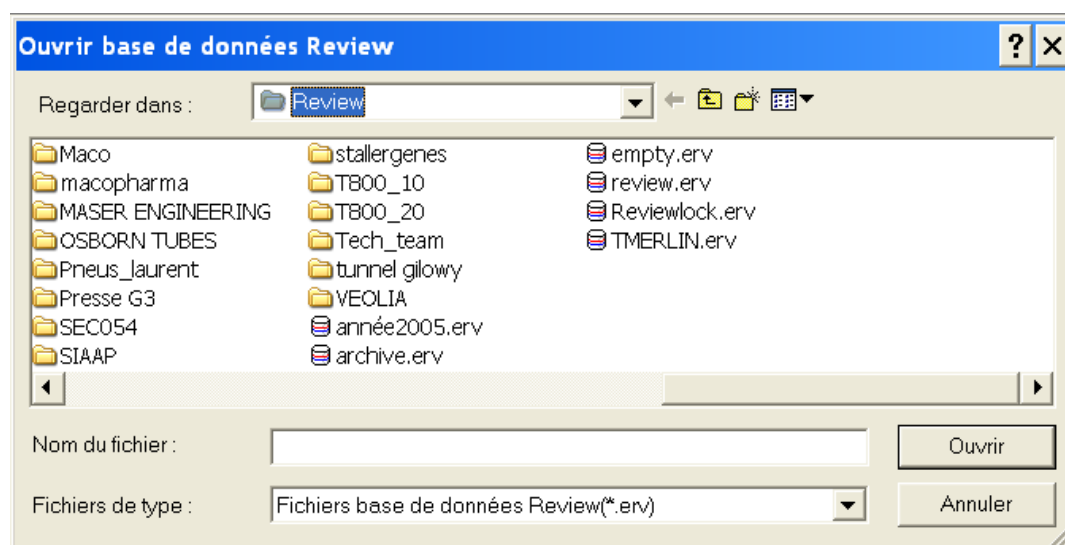 Ouvrir base de données Review
Regarder dans : Review
Maco
macopharma
MASER ENGINEERING
OSBORN TUBES
Pneus_laurent
Presse G3
SEC054
SIAAP
stallergenes
T800_10
T800_20
Tech_team
tunnel gilowy
VEOLIA
année2005.erv
archive.erv
empty.erv
review.erv
Reviewlock.erv
TMERLIN.erv
Nom du fichier :
Ouvrir
Fichiers de type : Fichiers base de données Review(*.erv)
Annuler